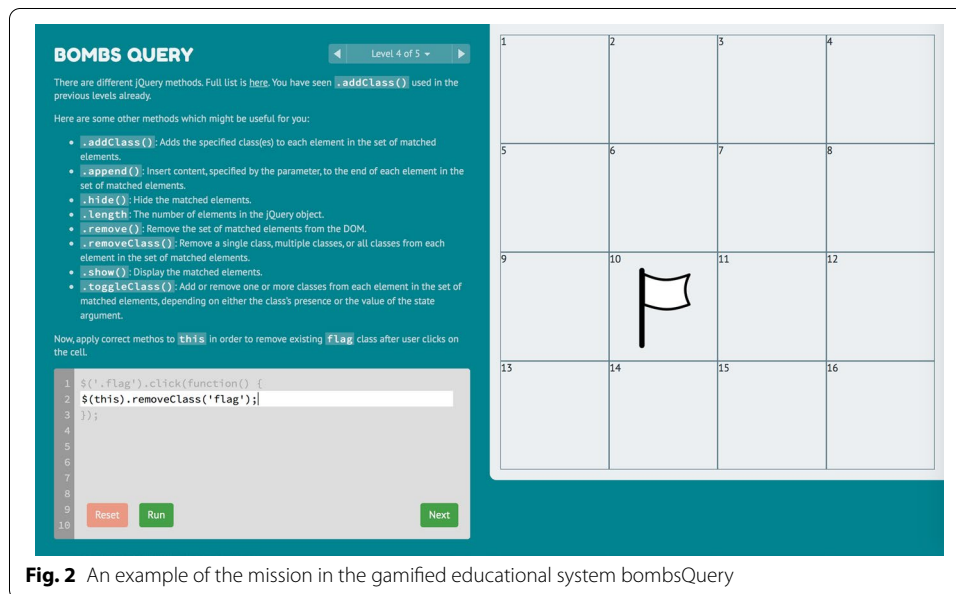 BOMBS QUERY
Level 4 of 5
There are different jQuery methods. Full list is here. You have seen .addClass() used in the
previous levels already.
Here are some other methods which might be useful for you:
• .addClass(): Adds the specified class(es) to each element in the set of matched
elements.
• .append(): Insert content, specified by the parameter, to the end of each element in the
set of matched elements.
• .hide(): Hide the matched elements.
• .length: The number of elements in the jQuery object.
• .remove(): Remove the set of matched elements from the DOM.
• .removeClass(): Remove a single class, multiple classes, or all classes from each
element in the set of matched elements.
• .show(): Display the matched elements.
• .toggleClass(): Add or remove one or more classes from each element in the set of
matched elements, depending on either the class's presence or the value of the state
argument.
Now, apply correct methos to this in order to remove existing flag class after user clicks on
the cell.
1 $('.flag').click(function() {
2 $(this).removeClass('flag');
3 });
4
5
6
7
8
9
10
Reset Run Next
1 2 3 4
5 6 7 8
9 10 11 12
13 14 15 16
Fig. 2 An example of the mission in the gamified educational system bombsQuery